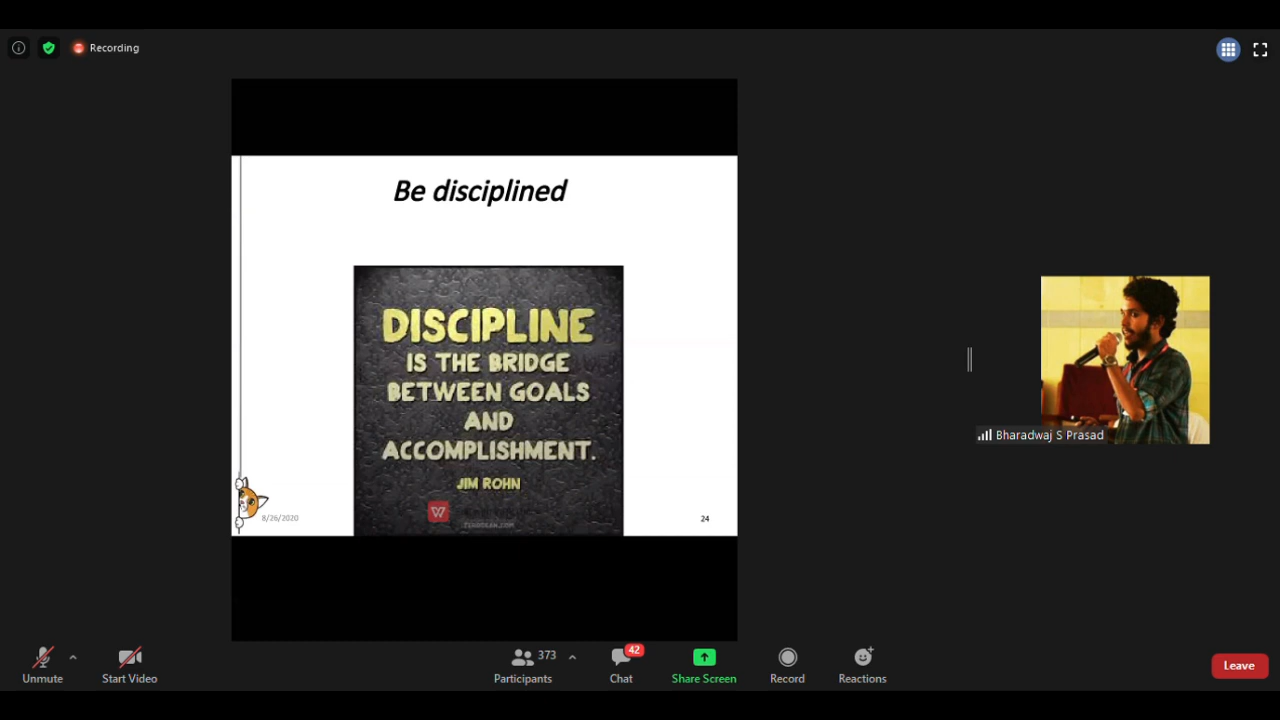 Recording
Be disciplined
DISCIPLINE
IS THE BRIDGE
BETWEEN GOALS
AND
ACCOMPLISHMENT.
JIM ROHN
W
8/26/2020
24
Bharadwaj S Prasad
Unmute
Start Video
373
Participants
42
Chat
Share Screen
Record
Reactions
Leave